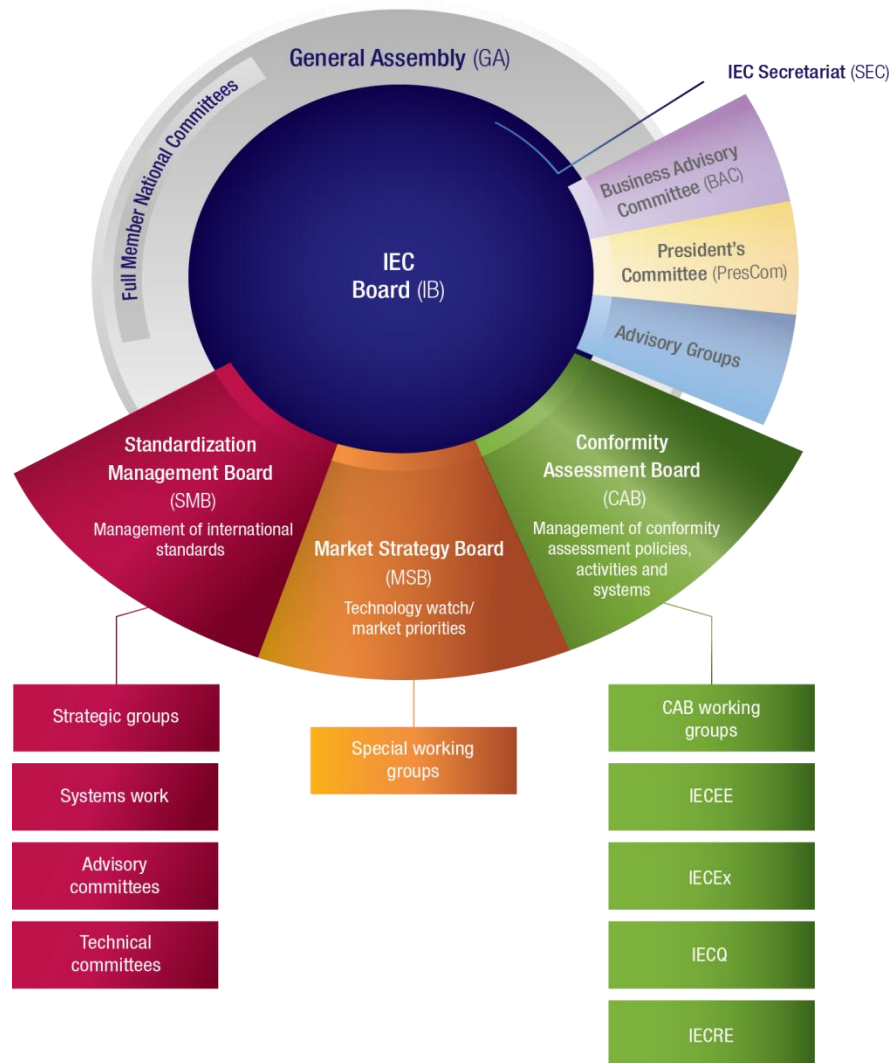 General Assembly (GA)
IEC Secretariat (SEC)
Full Member National Committees
Business Advisory
Committee (BAC)
President's
Committee (PresCom)
Advisory Groups
IEC
Board (IB)
Standardization
Management Board
(SMB)
Management of international
standards
Market Strategy Board
(MSB)
Technology watch/
market priorities
Conformity
Assessment Board
(CAB)
Management of conformity
assessment policies,
activities and
systems
Strategic groups
Systems work
Advisory
committees
Technical
committees
Special working
groups
CAB working
groups
IECEE
IECEx
IECQ
IECRE